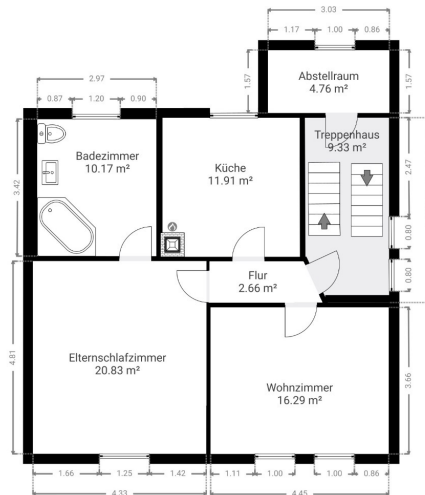 3.03
1.17
1.00
0.86
1.57
Abstellraum
4.76 m²
1.57
2.97
0.87
1.20
0.90
Treppenhaus
9.33 m²
Badezimmer
10.17 m²
Küche
11.91 m²
3.42
2.47
0.80
0.80
Flur
2.66 m²
4.81
Elternschlafzimmer
20.83 m²
Wohnzimmer
16.29 m²
3.66
1.66
1.25
1.42
1.11
1.00
1.00
0.86
4.33
4.45